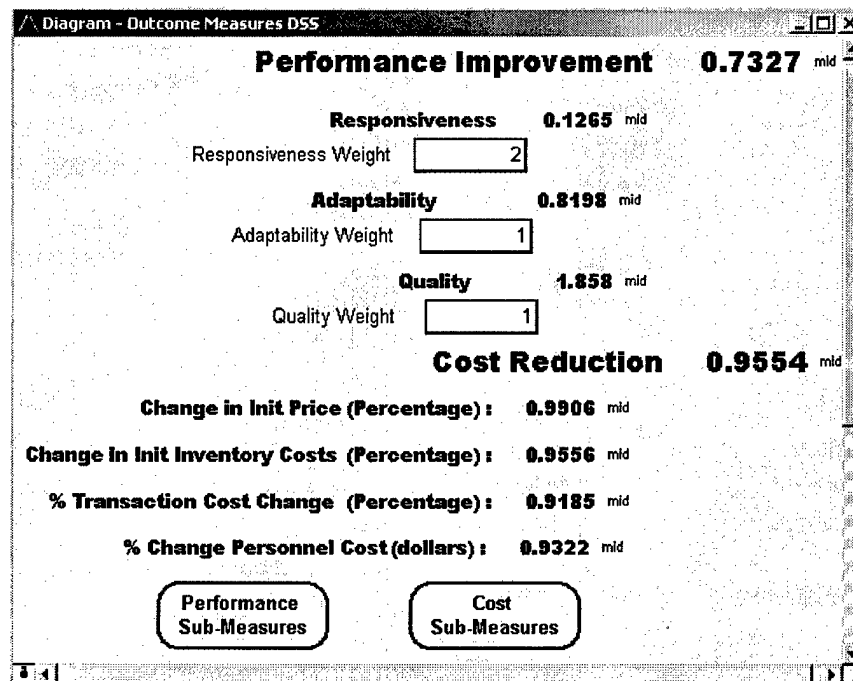 Diagram - Outcome Measures DSS
Performance Improvement 0.7327 mid
Responsiveness 0.1265 mid
Responsiveness Weight 2
Adaptability 0.8198 mid
Adaptability Weight 1
Quality 1.858 mid
Quality Weight 1
Cost Reduction 0.9554 mid
Change in Init Price (Percentage) : 0.9906 mid
Change in Init Inventory Costs (Percentage) : 0.9556 mid
% Transaction Cost Change (Percentage) : 0.9185 mid
% Change Personnel Cost (dollars) : 0.9322 mid
Performance Cost
Sub-Measures Sub-Measures